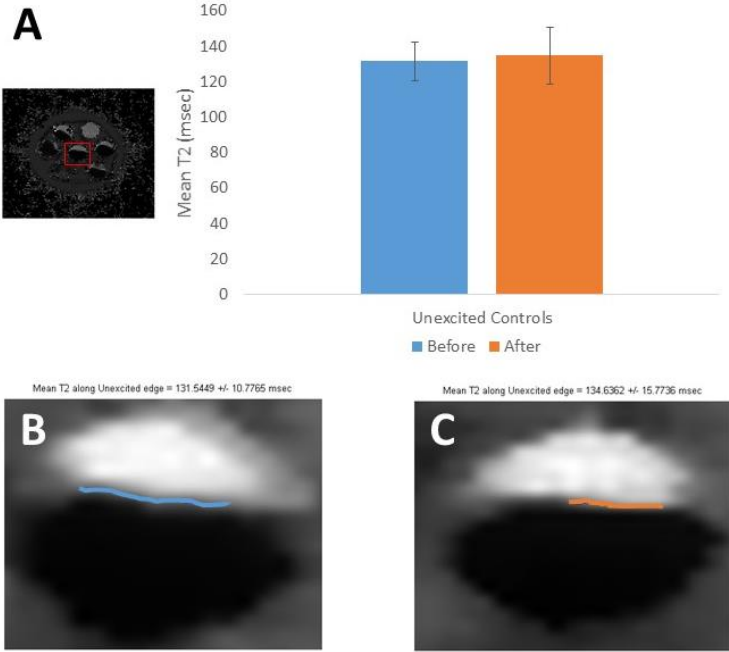 A
160
140
120
100
80
60
40
20
0
Mean T2 (msec)
Unexcited Controls
Before After
Mean T2 along Unexcited edge = 131.5449 +/- 10.7765 msec
Mean T2 along Unexcited edge = 134.6362 +/- 15.7736 msec
B
C